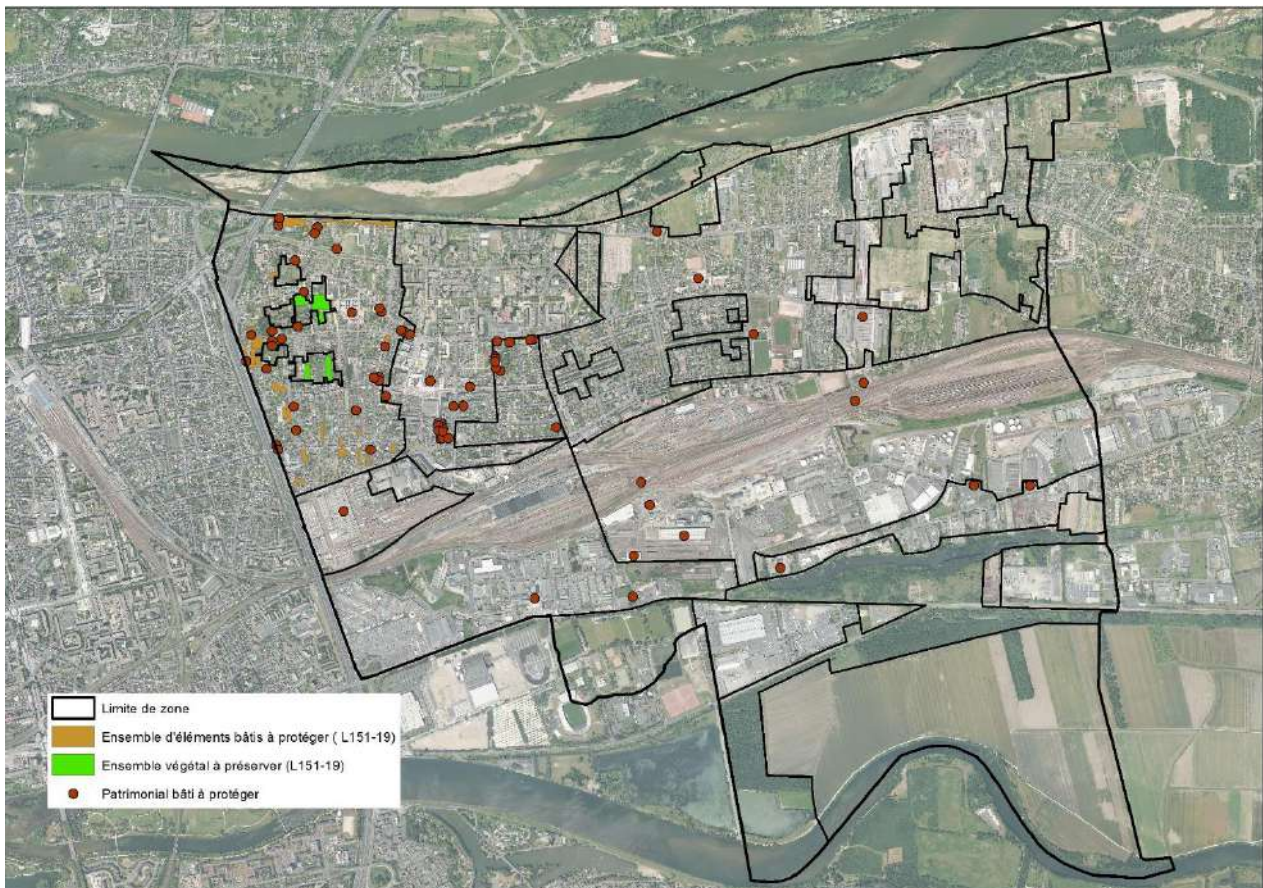 Limite de zone
Ensemble d'éléments bâtis à protéger ( L151-19)
Ensemble végétal à préserver (L151-19)
Patrimonial bâti à protéger